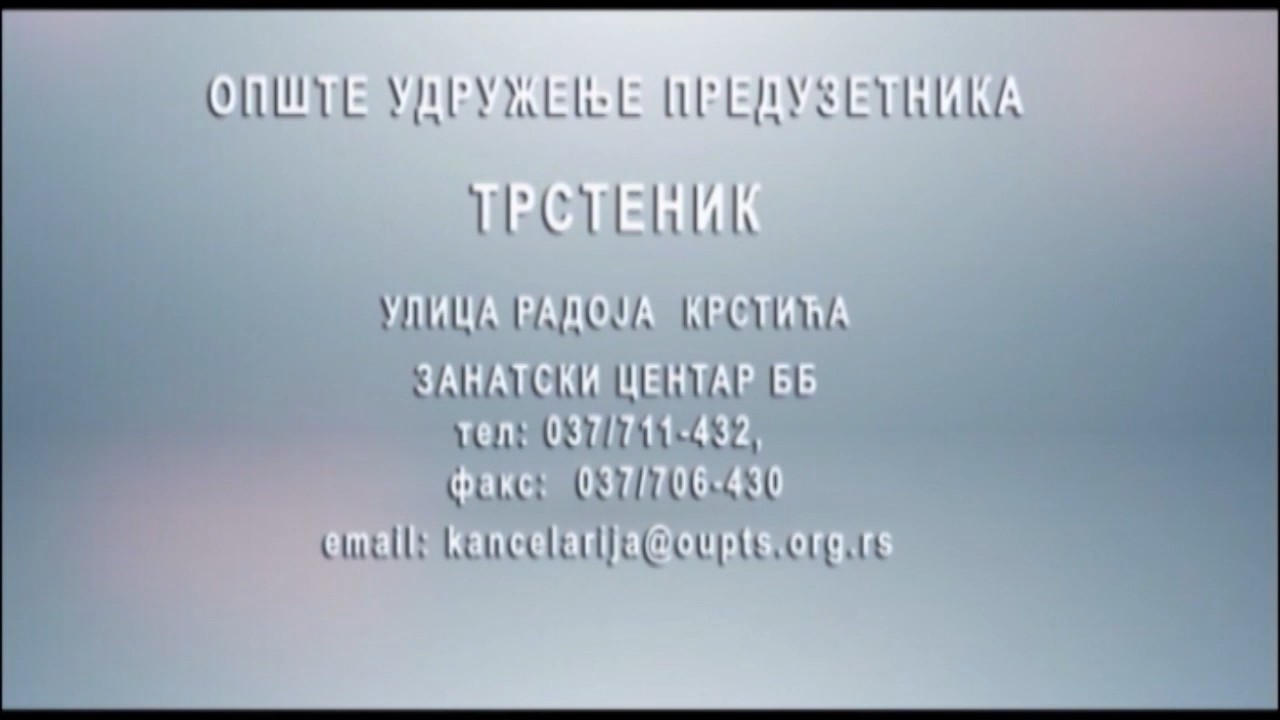 ОПШТЕ УДРУЖЕЊЕ ПРЕДУЗЕТНИКА
ТРСТЕНИК
УЛИЦА РАДОЈА КРСТИЋА
ЗАНАТСКИ ЦЕНТАР ББ
тел: 037/711-432,
факс: 037/706-430
email: kancelarija@oupts.org.rs